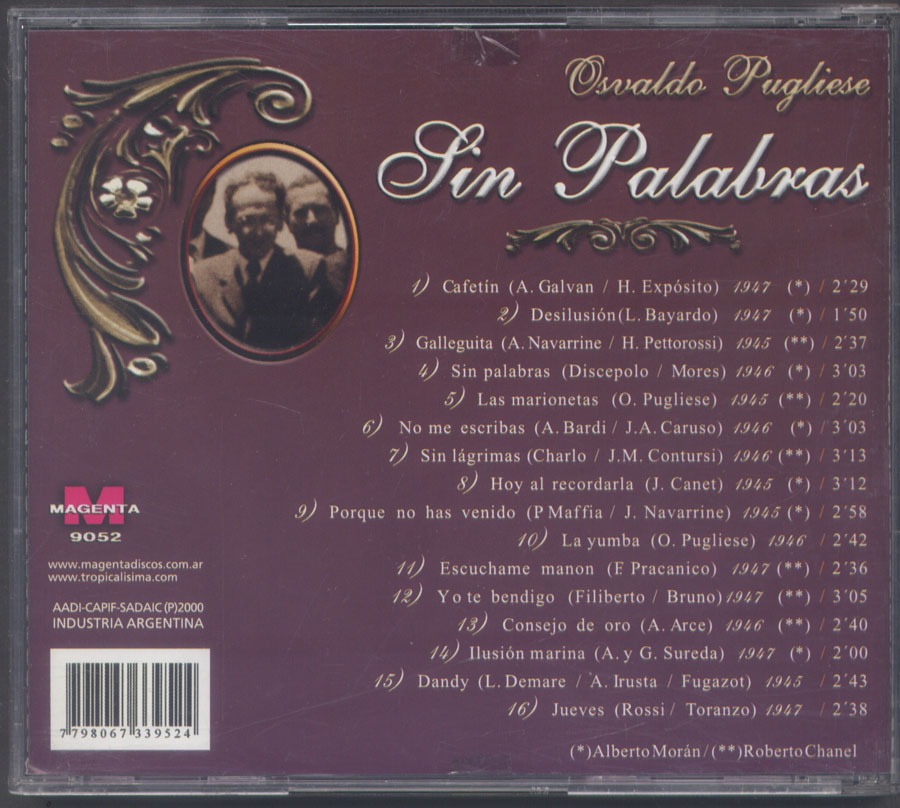 Osvaldo Pugliese
Sin Palabras
1) Cafetín (A. Galvan / H. Expósito) 1947 (*) / 2'29
2) Desilusión(L. Bayardo) 1947 (*) / 1'50
3) Galleguita (A. Navarrine / H. Pettorossi) 1945 (**) / 2'37
4) Sin palabras (Discepolo / Mores) 1946 (*) / 3'03
5) Las marionetas (O. Pugliese) 1945 (**) / 2'20
6) No me escribas (A. Bardi / J.A. Caruso) 1946 (*) / 3'03
7) Sin lágrimas (Charlo / J.M. Contursi) 1946 (**) / 3'13
8) Hoy al recordarla (J. Canet) 1945 (*) / 3'12
9) Porque no has venido (P Maffia / J. Navarrine) 1945 (*) / 2'58
10) La yumba (O. Pugliese) 1946 / 2'42
11) Escuchame manon (F. Pracanico) 1947 (**) / 2'36
12) Yo te bendigo (Filiberto / Bruno) 1947 (**) / 3'05
13) Consejo de oro (A. Arce) 1946 (**) / 2'40
14) Ilusión marina (A. y G. Sureda) 1947 (*) / 2'00
15) Dandy (L. Demare / A. Irusta / Fugazot) 1945 / 2'43
16) Jueves (Rossi / Toranzo) 1947 / 2'38
(*)Alberto Morán/(**)Roberto Chanel
M
MAGENTA
9052
www.magentadiscos.com.ar
www.tropicalisima.com
AADI-CAPIF-SADAIC (P)2000
INDUSTRIA ARGENTINA
7 798067 339524